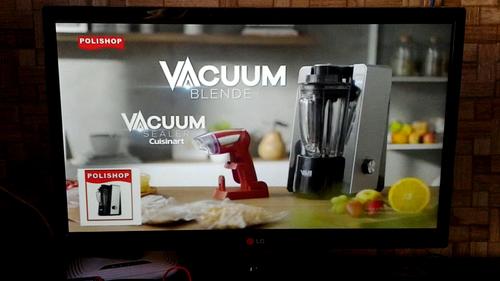 POLISHOP
VACUUM
BLENDE
VACUUM
SEALER
Cuisinart
POLISHOP
LG